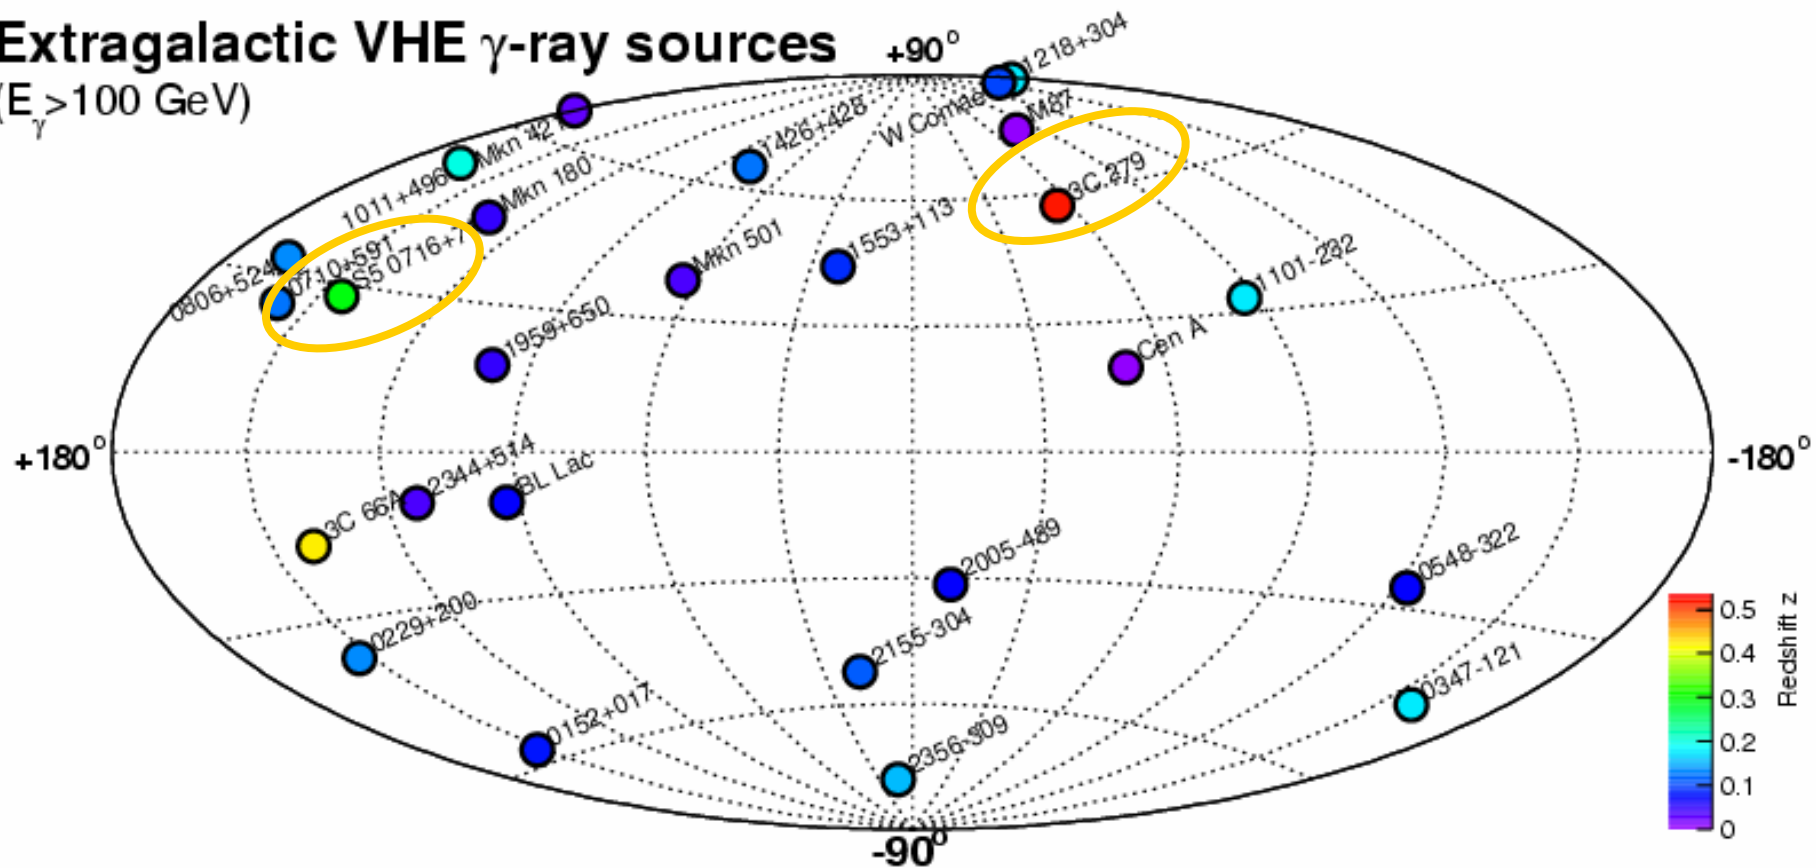 Extragalactic VHE γ-ray sources
(Eγ>100 GeV)
+90°
1218+304
W Comae
M87
Mkn 421
1426+428
3C 279
1011+496
Mkn 180
0806+524
0710+591
S5 0716+7
Mkn 501
1553+113
1101-232
1959+650
Cen A
+180°
-180°
3C 66A
2344+514
BL Lac
2005-489
0548-322
0229+200
2155-304
0347-121
0152+017
2356-309
-90°
0.5
0.4
0.3
0.2
0.1
0
Redshift z